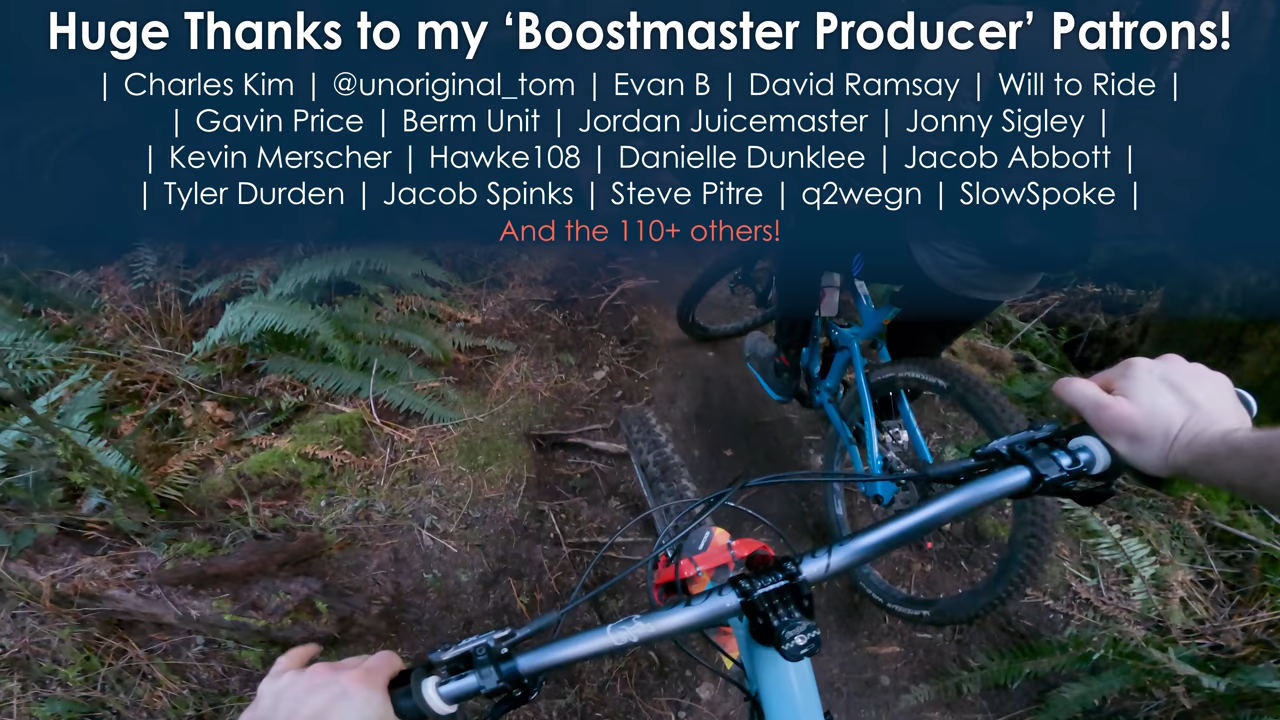 Huge Thanks to my ‘Boostmaster Producer’ Patrons!
| Charles Kim | @unoriginal_tom | Evan B | David Ramsay | Will to Ride |
| Gavin Price | Berm Unit | Jordan Juicemaster | Jonny Sigley |
| Kevin Merscher | Hawke108 | Danielle Dunklee | Jacob Abbott |
| Tyler Durden | Jacob Spinks | Steve Pitre | q2wegn | SlowSpoke |
And the 110+ others!